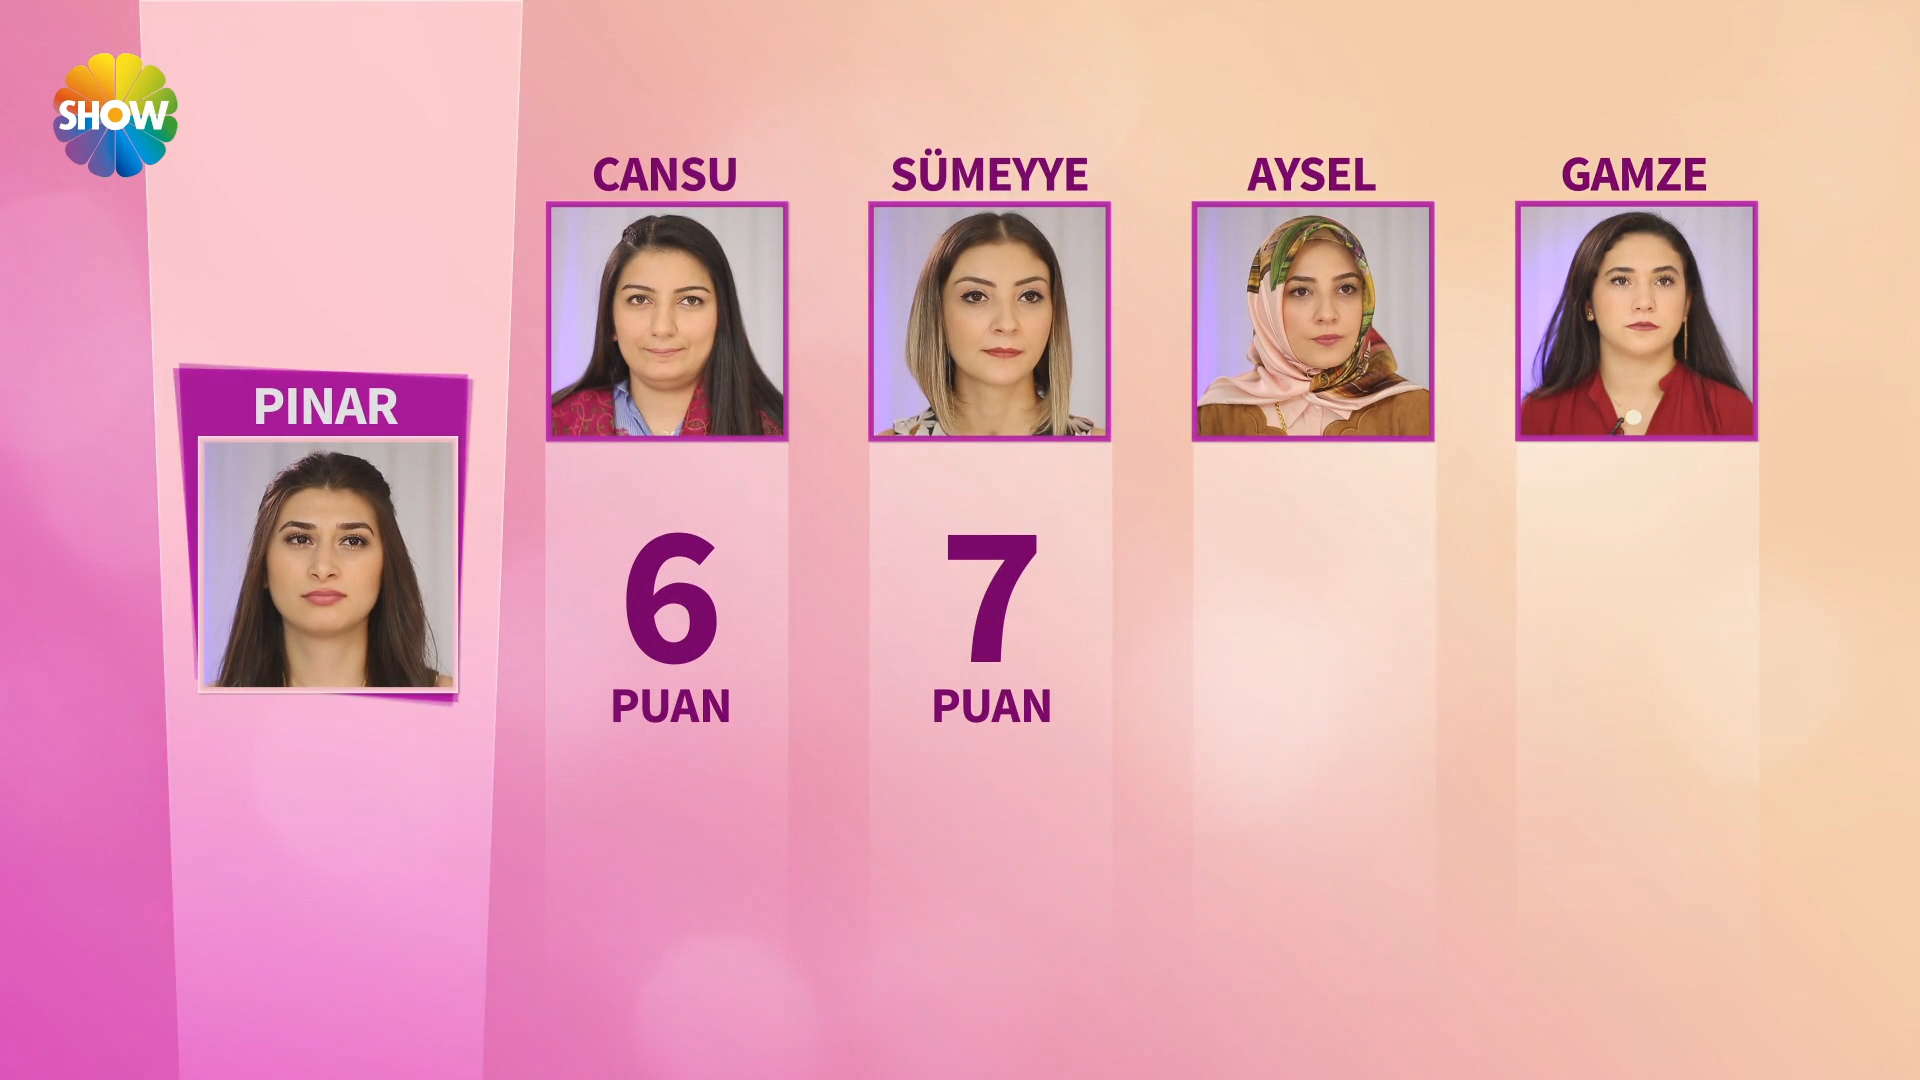 SHOW
CANSU
SÜMEYYE
AYSEL
GAMZE
PINAR
6
PUAN
7
PUAN